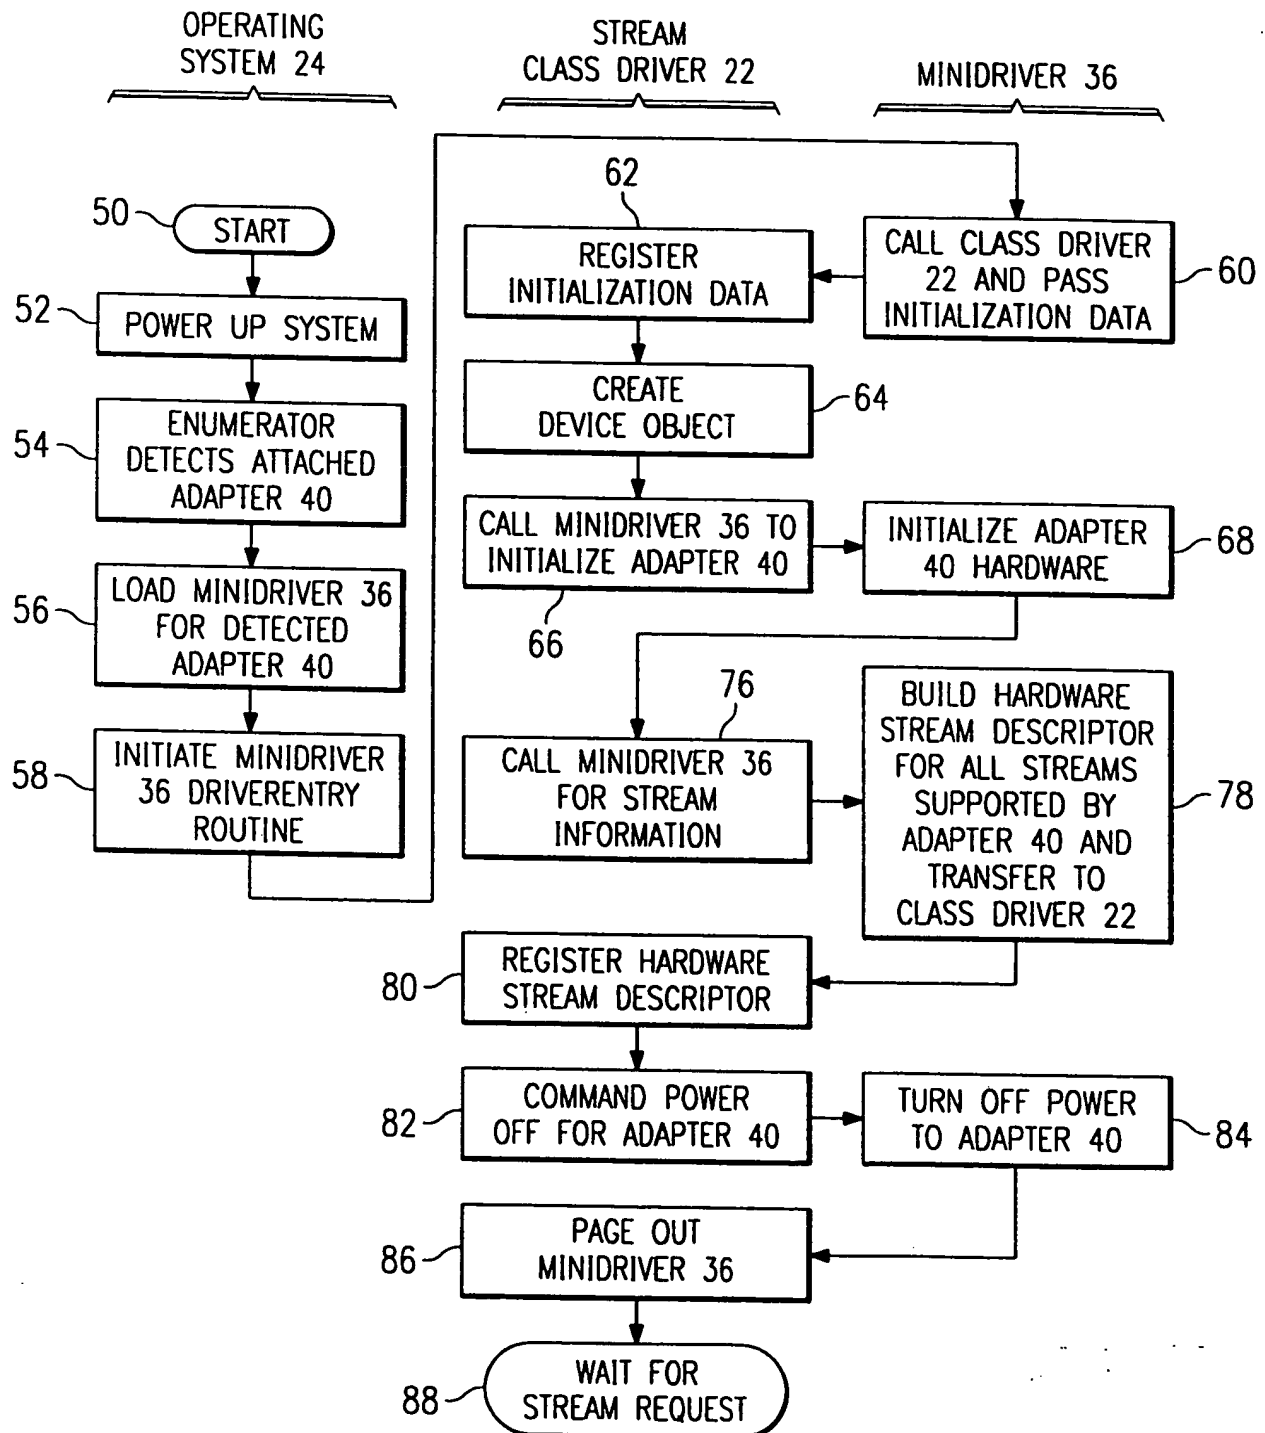 OPERATING
SYSTEM 24
STREAM
CLASS DRIVER 22
MINIDRIVER 36
50
START
52
POWER UP SYSTEM
54
ENUMERATOR
DETECTS ATTACHED
ADAPTER 40
56
LOAD MINIDRIVER 36
FOR DETECTED
ADAPTER 40
58
INITIATE MINIDRIVER
36 DRIVERENTRY
ROUTINE
CALL CLASS DRIVER
22 AND PASS
INITIALIZATION DATA
60
62
REGISTER
INITIALIZATION DATA
CREATE
DEVICE OBJECT
64
CALL MINIDRIVER 36 TO
INITIALIZE ADAPTER 40
66
INITIALIZE ADAPTER
40 HARDWARE
68
76
CALL MINIDRIVER 36
FOR STREAM
INFORMATION
BUILD HARDWARE
STREAM DESCRIPTOR
FOR ALL STREAMS
SUPPORTED BY
ADAPTER 40 AND
TRANSFER TO
CLASS DRIVER 22
78
80
REGISTER HARDWARE
STREAM DESCRIPTOR
82
COMMAND POWER
OFF FOR ADAPTER 40
TURN OFF POWER
TO ADAPTER 40
84
86
PAGE OUT
MINIDRIVER 36
88
WAIT FOR
STREAM REQUEST